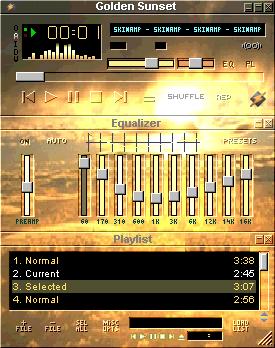 Golden Sunset
O
A
I
D
V
00:0
SKINAMP - SKINAMP - SKINAMP - SKINAMP
EQ PL
SHUFFLE REP
Equalizer
ON AUTO PRESETS
PREAMP 60 170 310 600 1K 3K 6K 12K 14K 16K
Playlist
1. Normal 3:38
2. Current 2:45
3. Selected 3:07
4. Normal 2:56
+ FILE - FILE SEL ALL MISC OPTS LOAD LIST